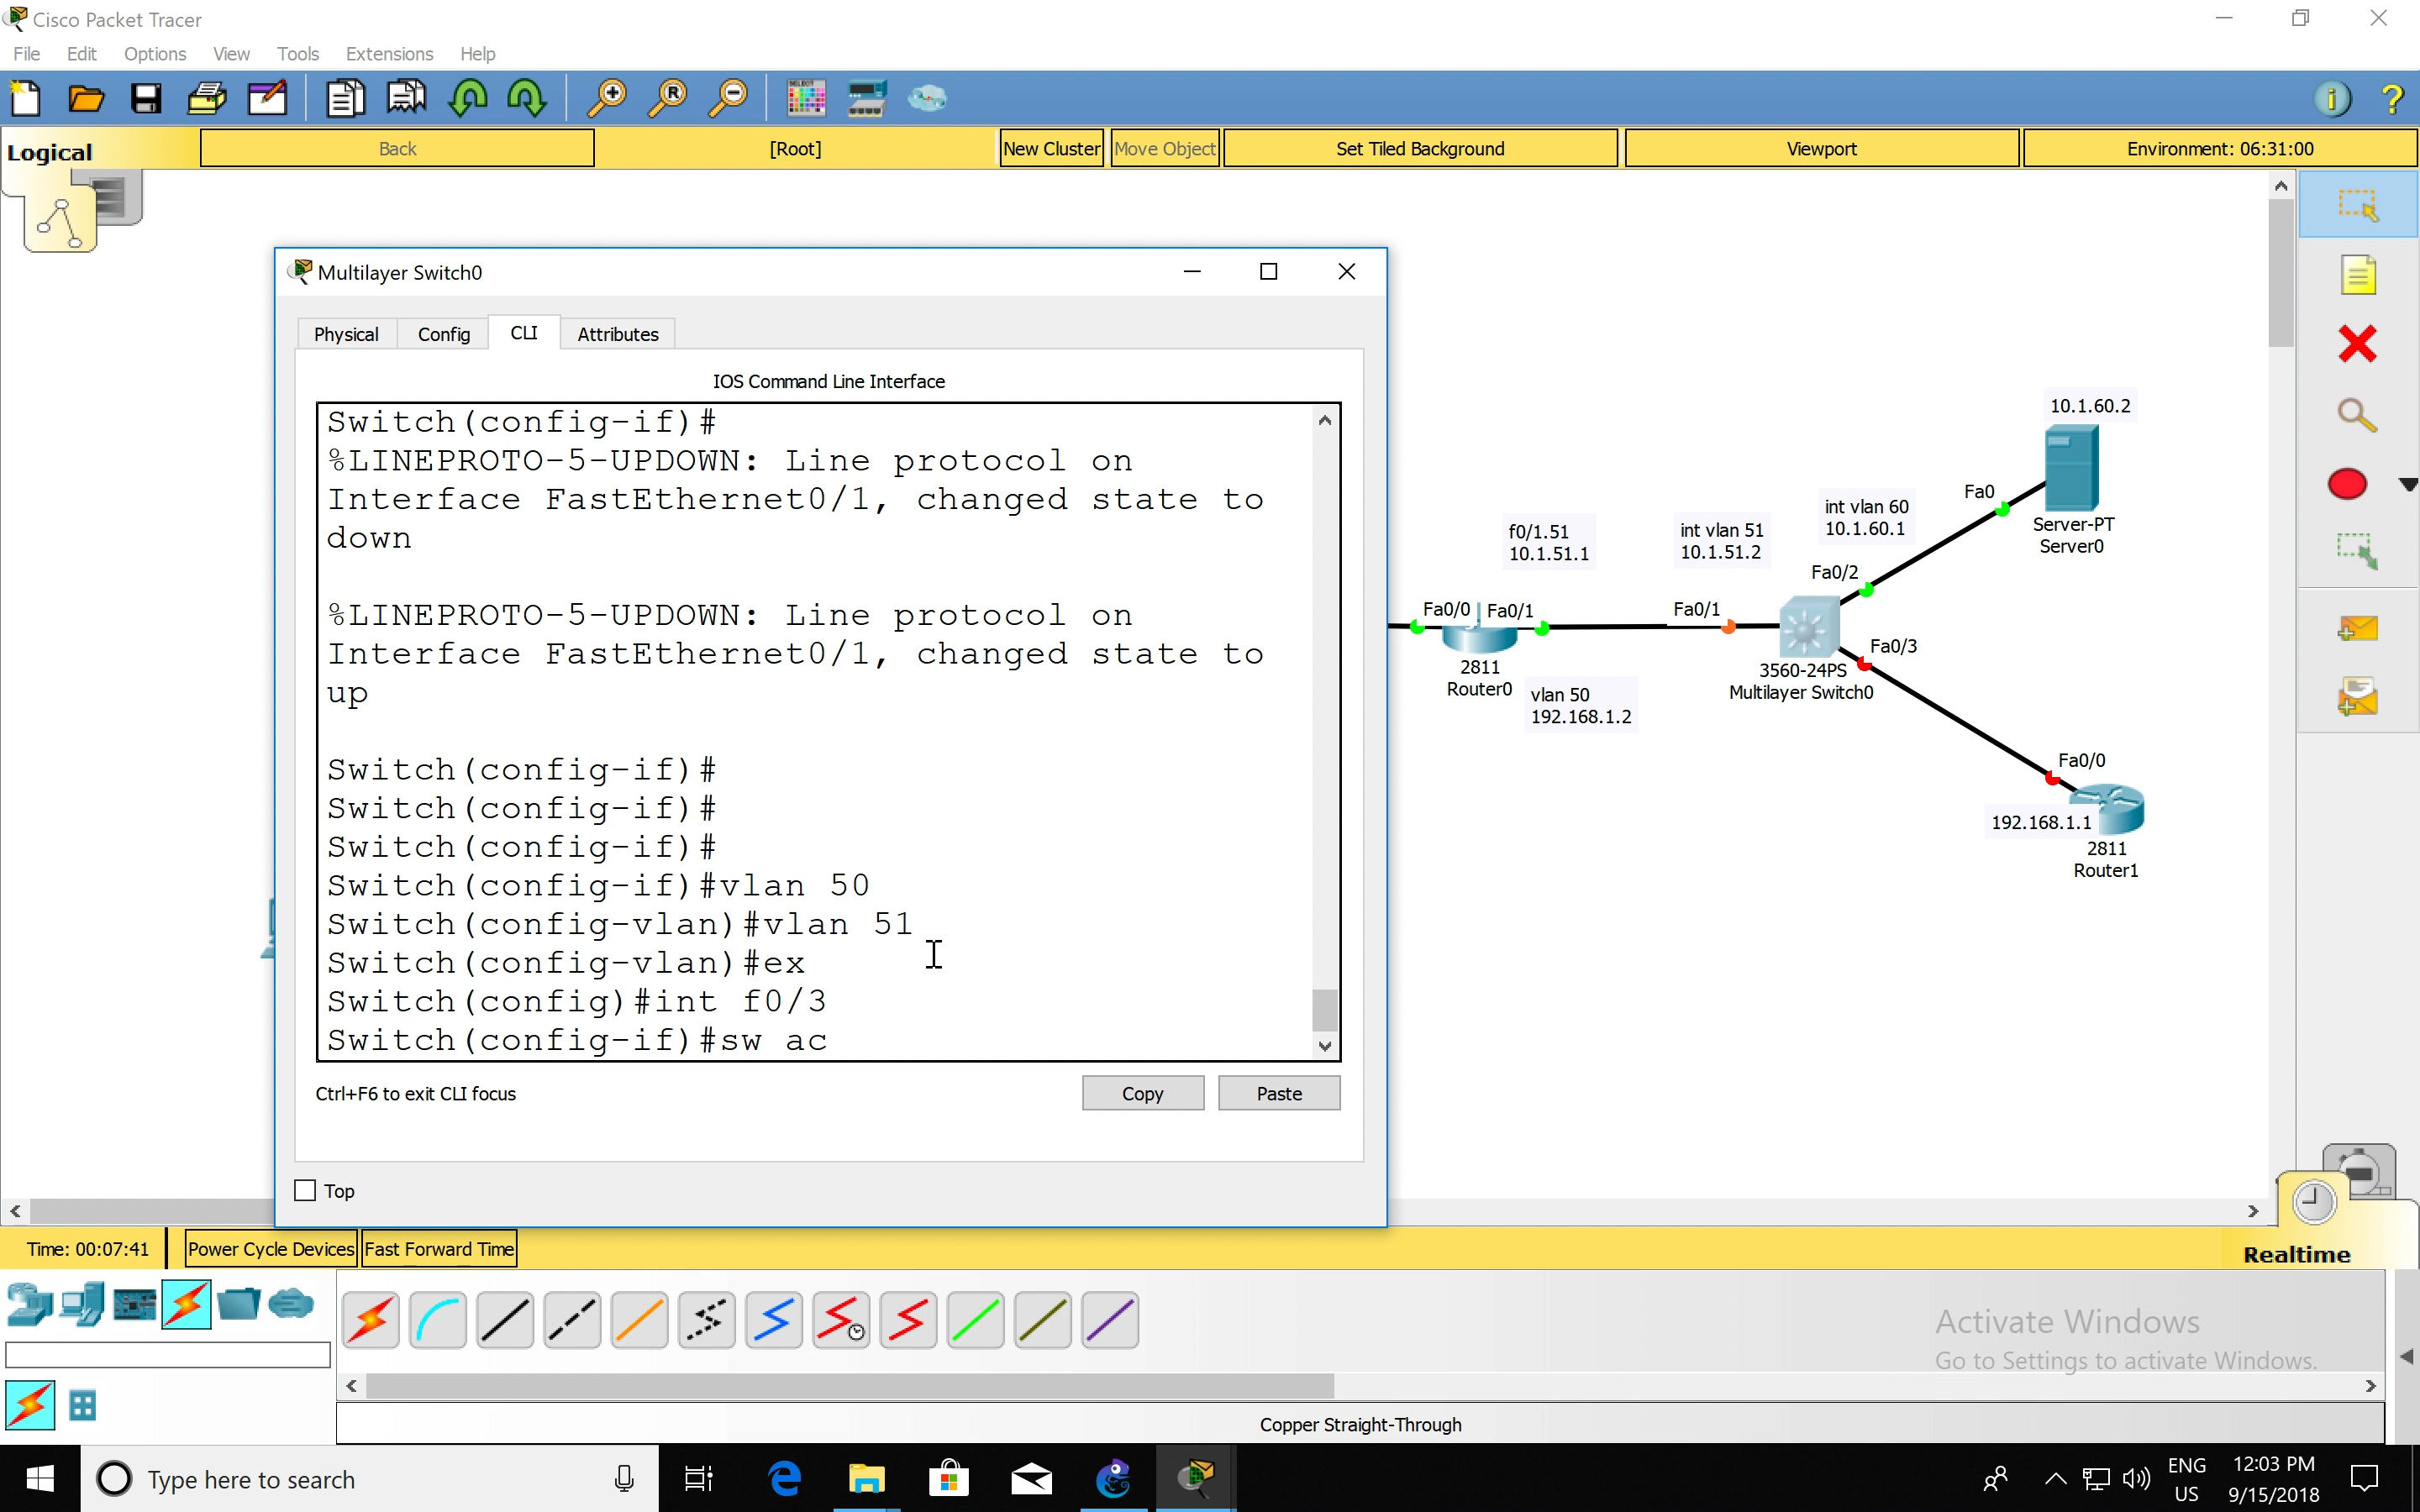 Cisco Packet Tracer
File Edit Options View Tools Extensions Help
SELECT
R
i ?
Logical
Back [Root] New Cluster Move Object Set Tiled Background Viewport Environment: 06:31:00
Multilayer Switch0
Physical Config CLI Attributes
IOS Command Line Interface
Switch(config-if)#
%LINEPROTO-5-UPDOWN: Line protocol on
Interface FastEthernet0/1, changed state to
down
%LINEPROTO-5-UPDOWN: Line protocol on
Interface FastEthernet0/1, changed state to
up
Switch(config-if)#
Switch(config-if)#
Switch(config-if)#
Switch(config-if)#vlan 50
Switch(config-vlan)#vlan 51
Switch(config-vlan)#ex
Switch(config)#int f0/3
Switch(config-if)#sw ac
Ctrl+F6 to exit CLI focus
Copy Paste
Top
10.1.60.2
Fa0
Server-PT
Server0
int vlan 60
10.1.60.1
int vlan 51
10.1.51.2
f0/1.51
10.1.51.1
Fa0/2
Fa0/0 Fa0/1
Fa0/1
Fa0/3
2811
Router0
3560-24PS
Multilayer Switch0
vlan 50
192.168.1.2
Fa0/0
192.168.1.1
2811
Router1
Time: 00:07:41 Power Cycle Devices Fast Forward Time
Realtime
Activate Windows
Go to Settings to activate Windows.
Copper Straight-Through
Type here to search
ENG
US
12:03 PM
9/15/2018